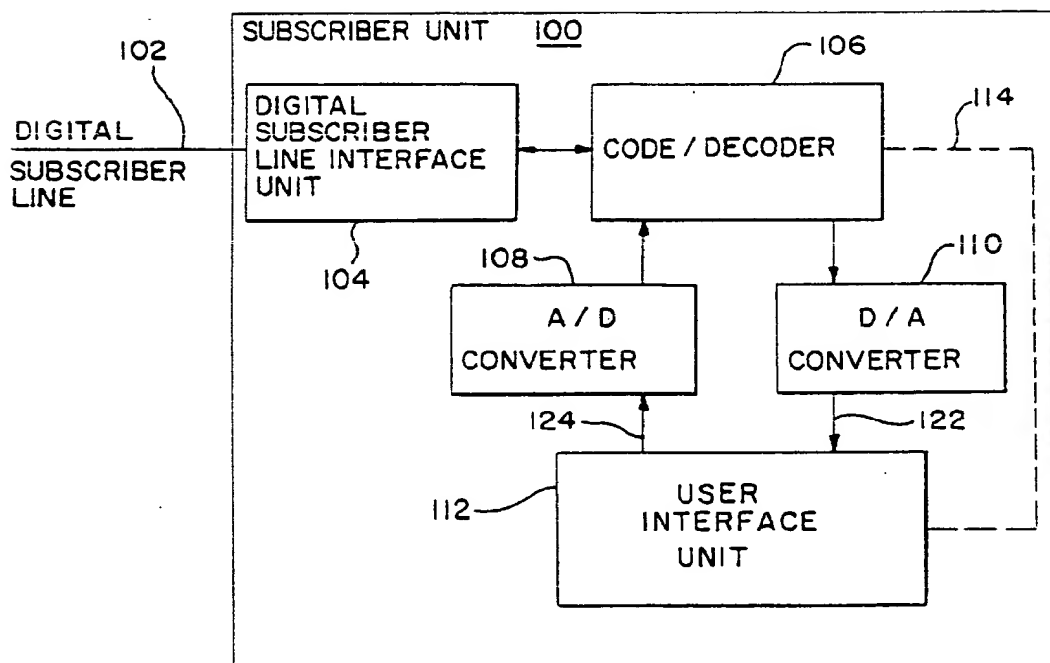 SUBSCRIBER UNIT 100
102
106
114
DIGITAL
SUBSCRIBER
LINE
DIGITAL
SUBSCRIBER
LINE INTERFACE
UNIT
CODE / DECODER
104
108
110
A / D
CONVERTER
D / A
CONVERTER
124
122
112
USER
INTERFACE
UNIT